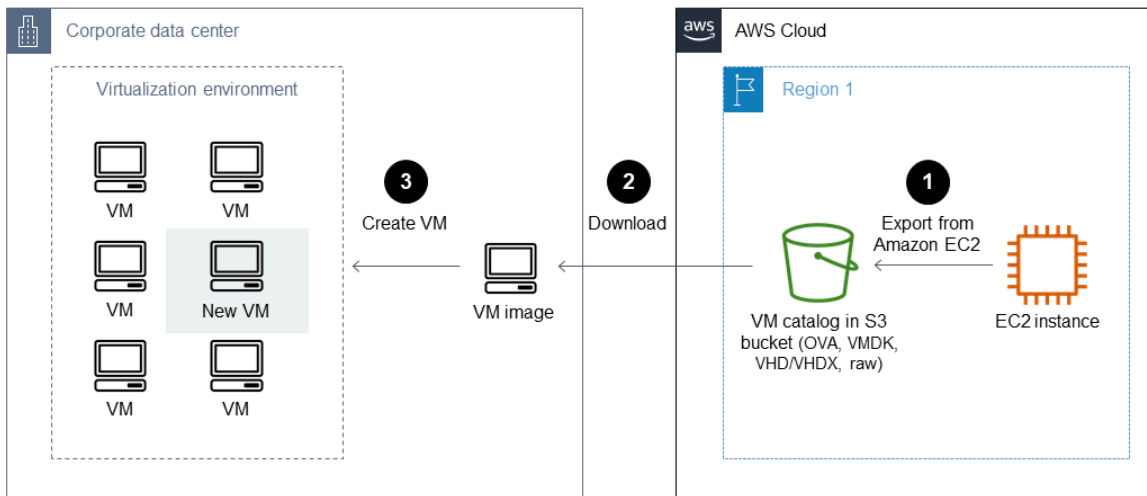 Corporate data center
Virtualization environment
VM
VM
VM
New VM
VM
VM
3
Create VM
VM image
2
Download
aws
AWS Cloud
Region 1
1
Export from
Amazon EC2
VM catalog in S3
bucket (OVA, VMDK,
VHD/VHDX, raw)
EC2 instance